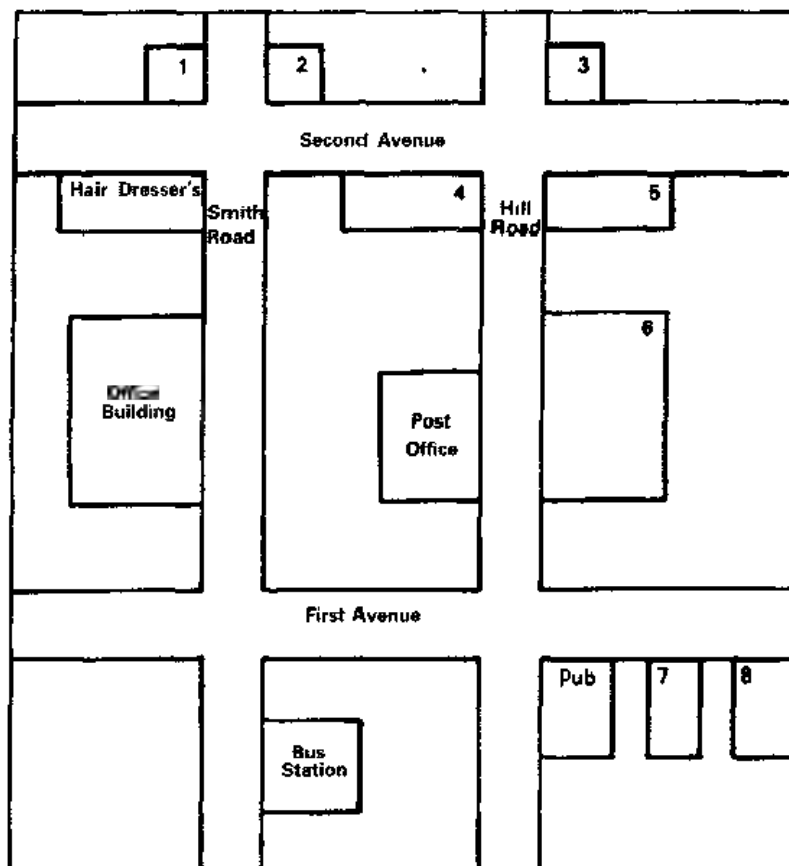 1
2
3
Second Avenue
Hair Dresser's
4
5
Smith
Road
Hill
Road
6
Office
Building
Post
Office
First Avenue
Pub
7
8
Bus
Station